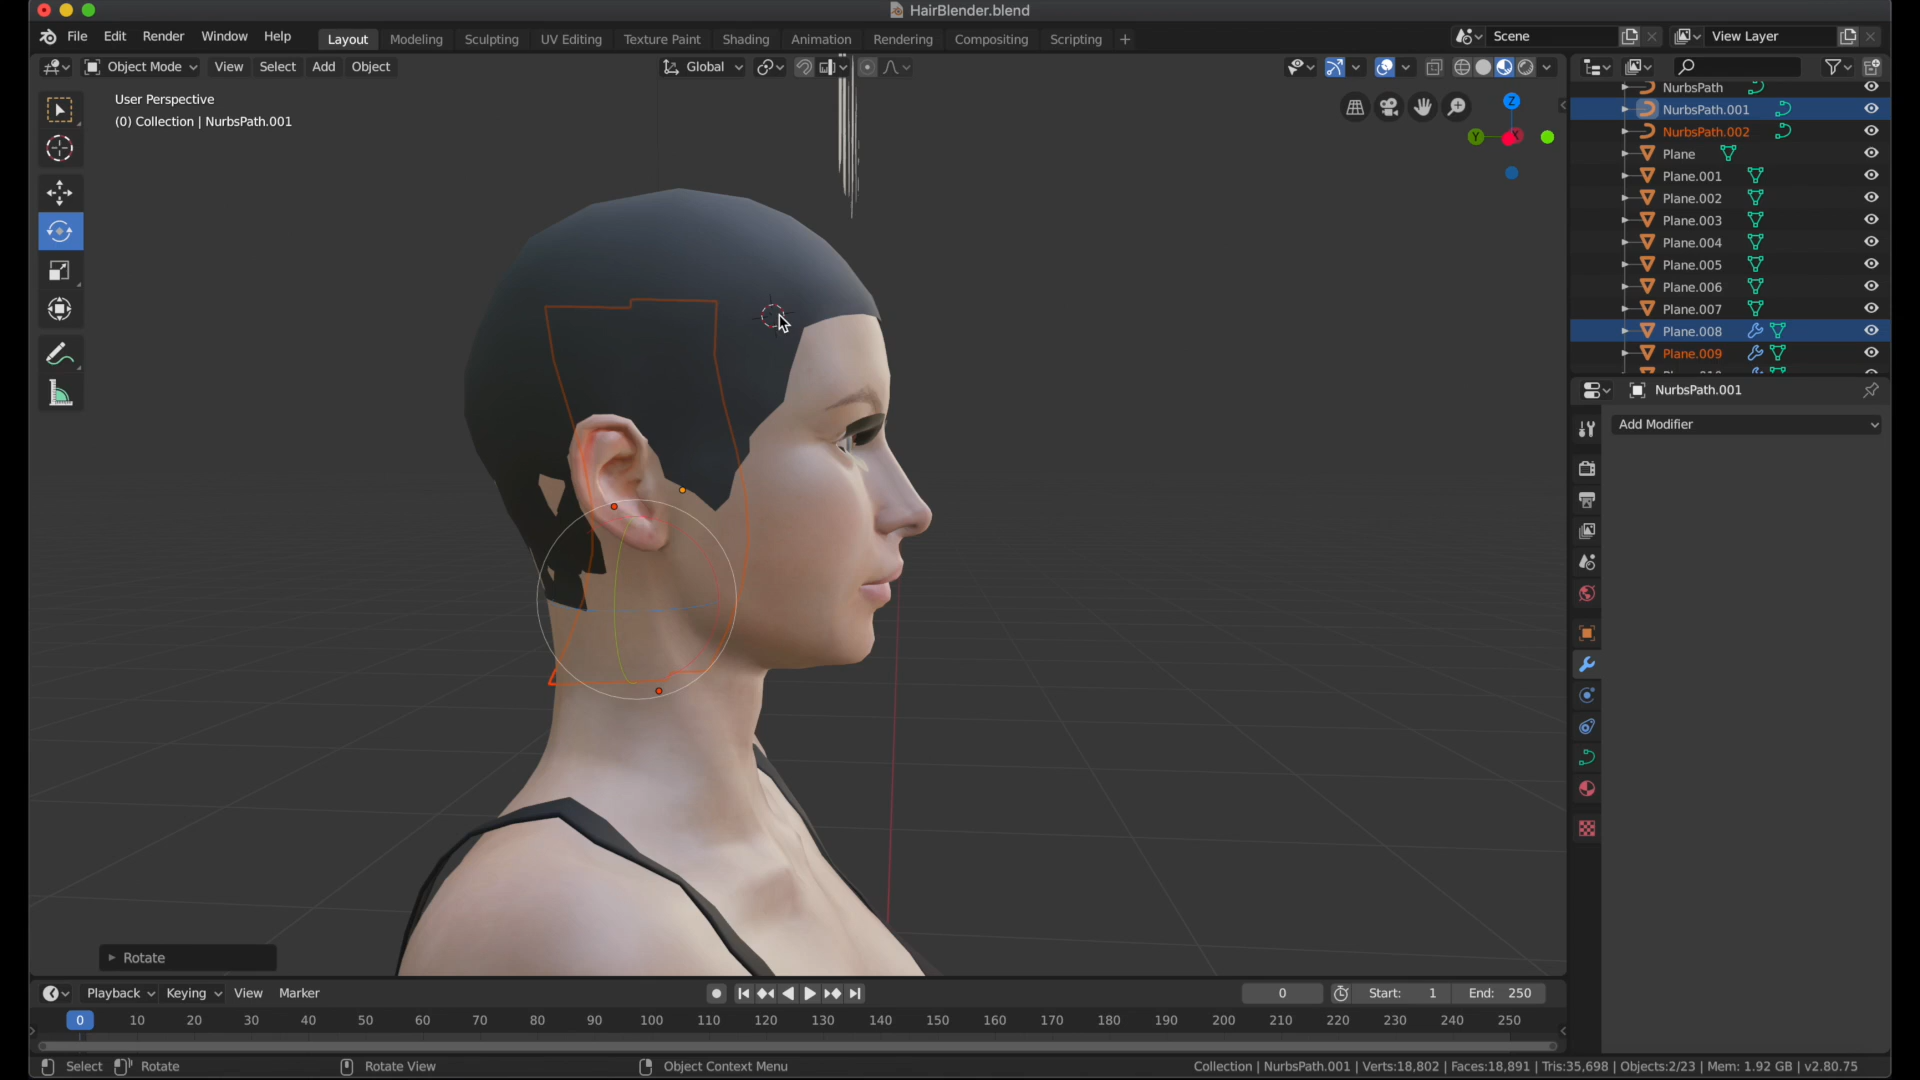 HairBlender.blend
File Edit Render Window Help Layout Modeling Sculpting UV Editing Texture Paint Shading Animation Rendering Compositing Scripting + Scene View Layer
Object Mode View Select Add Object Global
User Perspective
(0) Collection | NurbsPath.001
Z
Y
X
NurbsPath
NurbsPath.001
NurbsPath.002
Plane
Plane.001
Plane.002
Plane.003
Plane.004
Plane.005
Plane.006
Plane.007
Plane.008
Plane.009
NurbsPath.001
Add Modifier
Rotate
Playback Keying View Marker 0 Start: 1 End: 250
0 10 20 30 40 50 60 70 80 90 100 110 120 130 140 150 160 170 180 190 200 210 220 230 240 250
Select Rotate Rotate View Object Context Menu Collection | NurbsPath.001 | Verts:18,802 | Faces:18,891 | Tris:35,698 | Objects:2/23 | Mem: 1.92 GB | v2.80.75